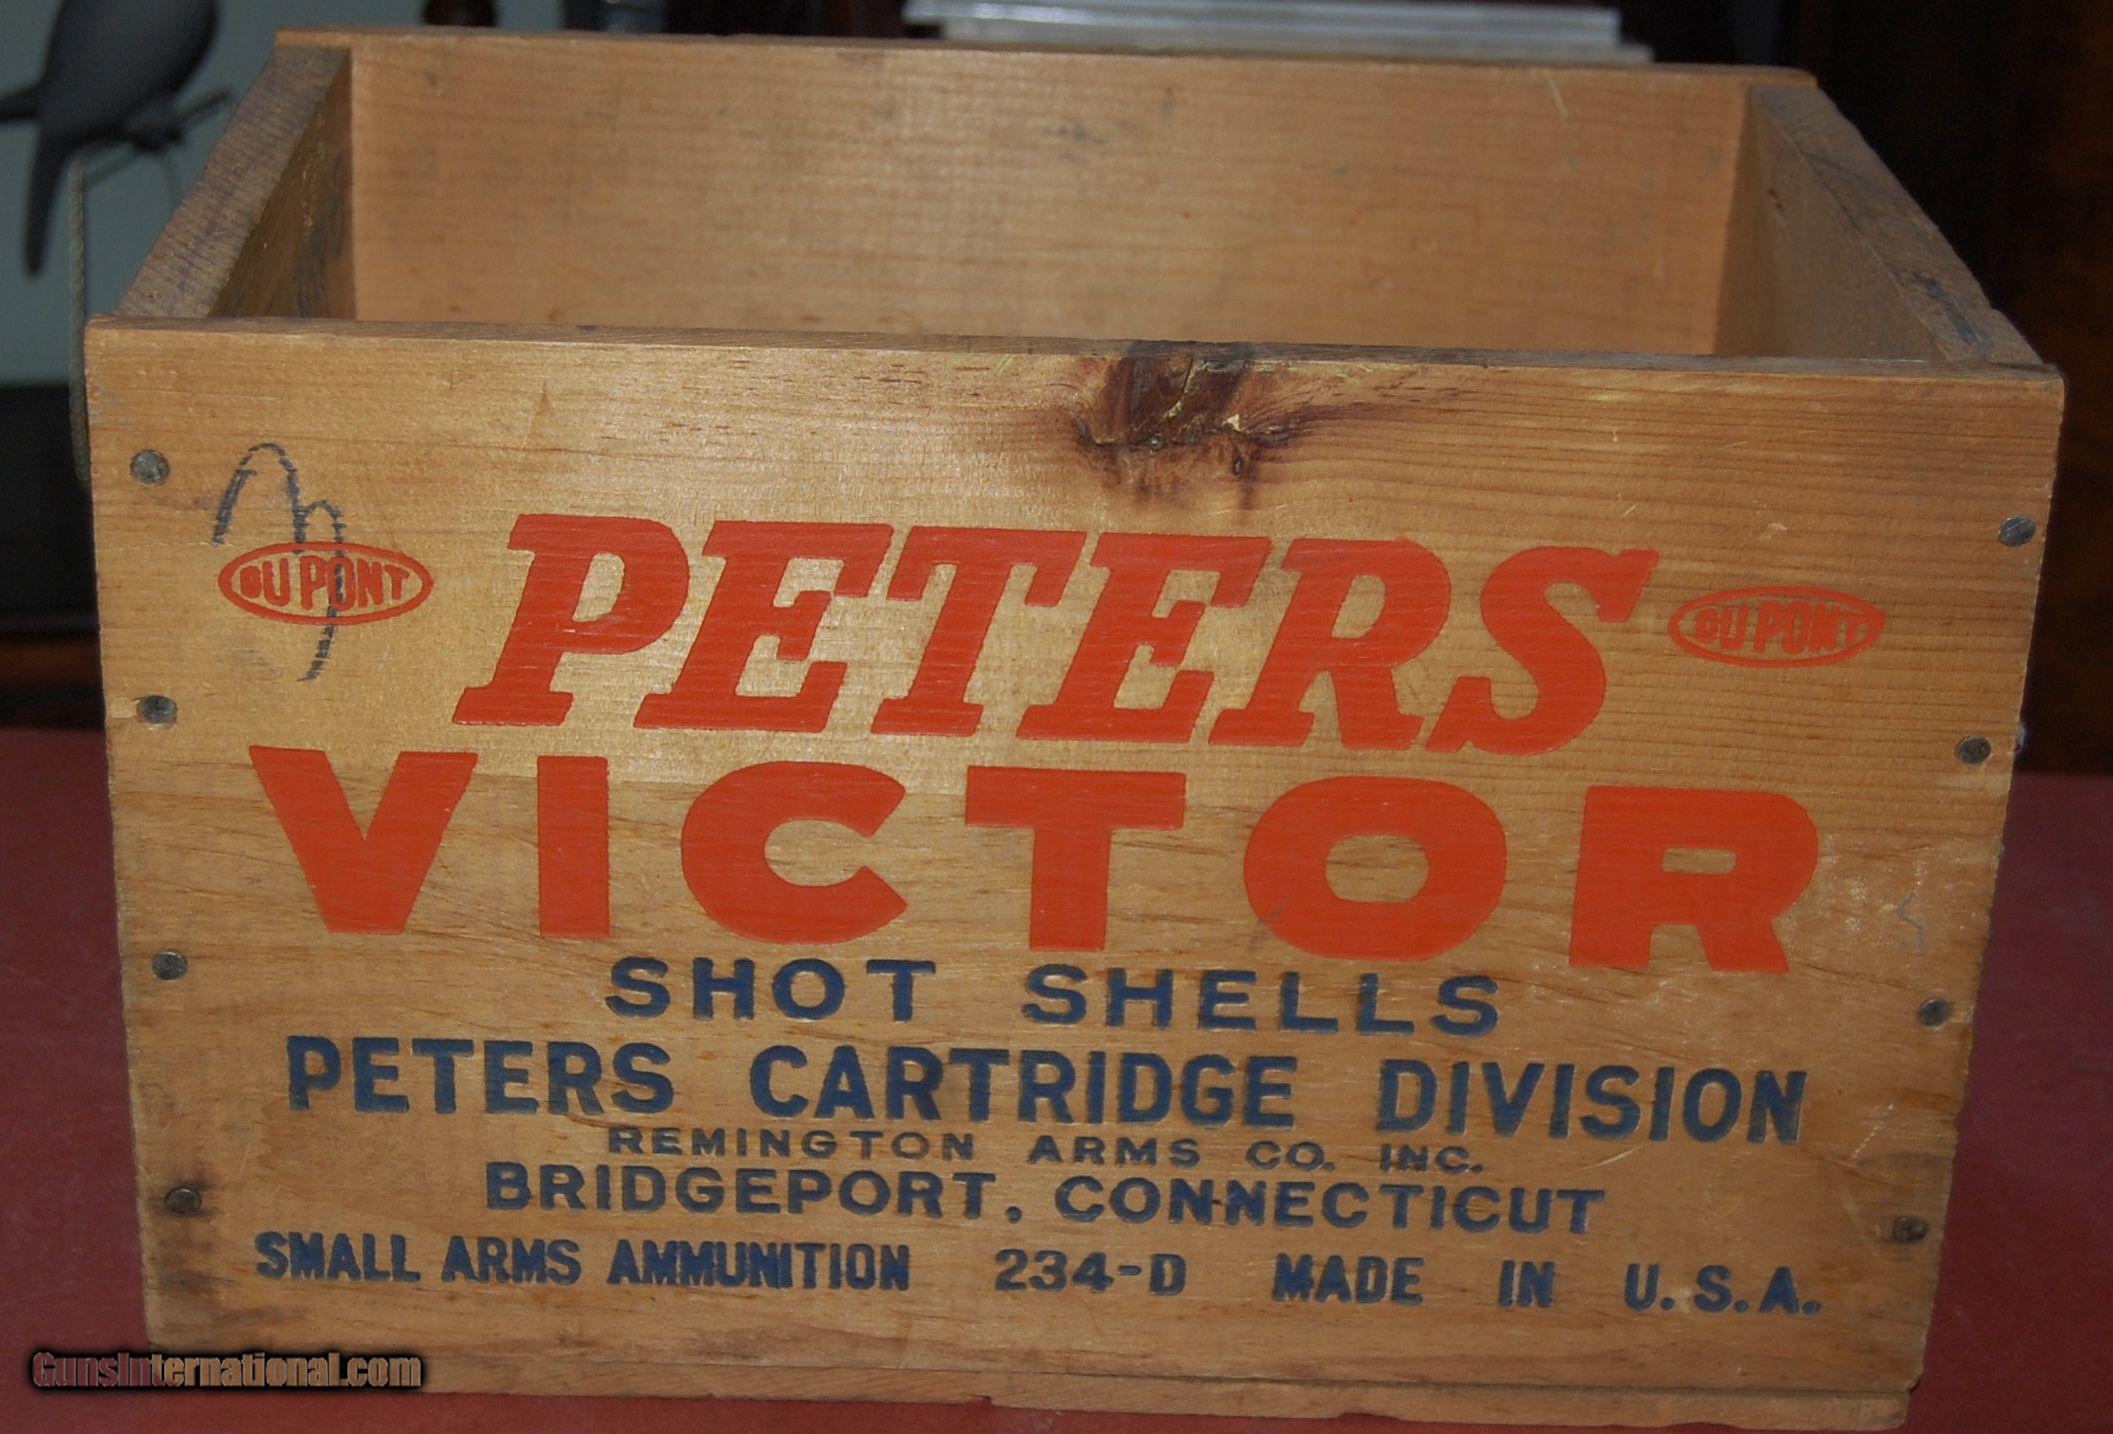 DU PONT PETERS DU PONT
VICTOR
SHOT SHELLS
PETERS CARTRIDGE DIVISION
REMINGTON ARMS CO. INC.
BRIDGEPORT, CONNECTICUT
SMALL ARMS AMMUNITION 234-D MADE IN U.S.A.
GunsInternational.com